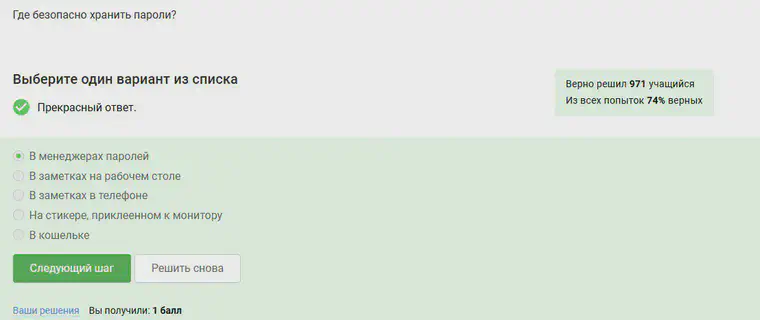 Где безопасно хранить пароли?
Выберите один вариант из списка
Прекрасный ответ.
Верно решил 971 учащийся
Из всех попыток 74% верных
В менеджерах паролей
В заметках на рабочем столе
В заметках в телефоне
На стикере, приклеенном к монитору
В кошельке
Следующий шаг
Решить снова
Ваши решения Вы получили: 1 балл